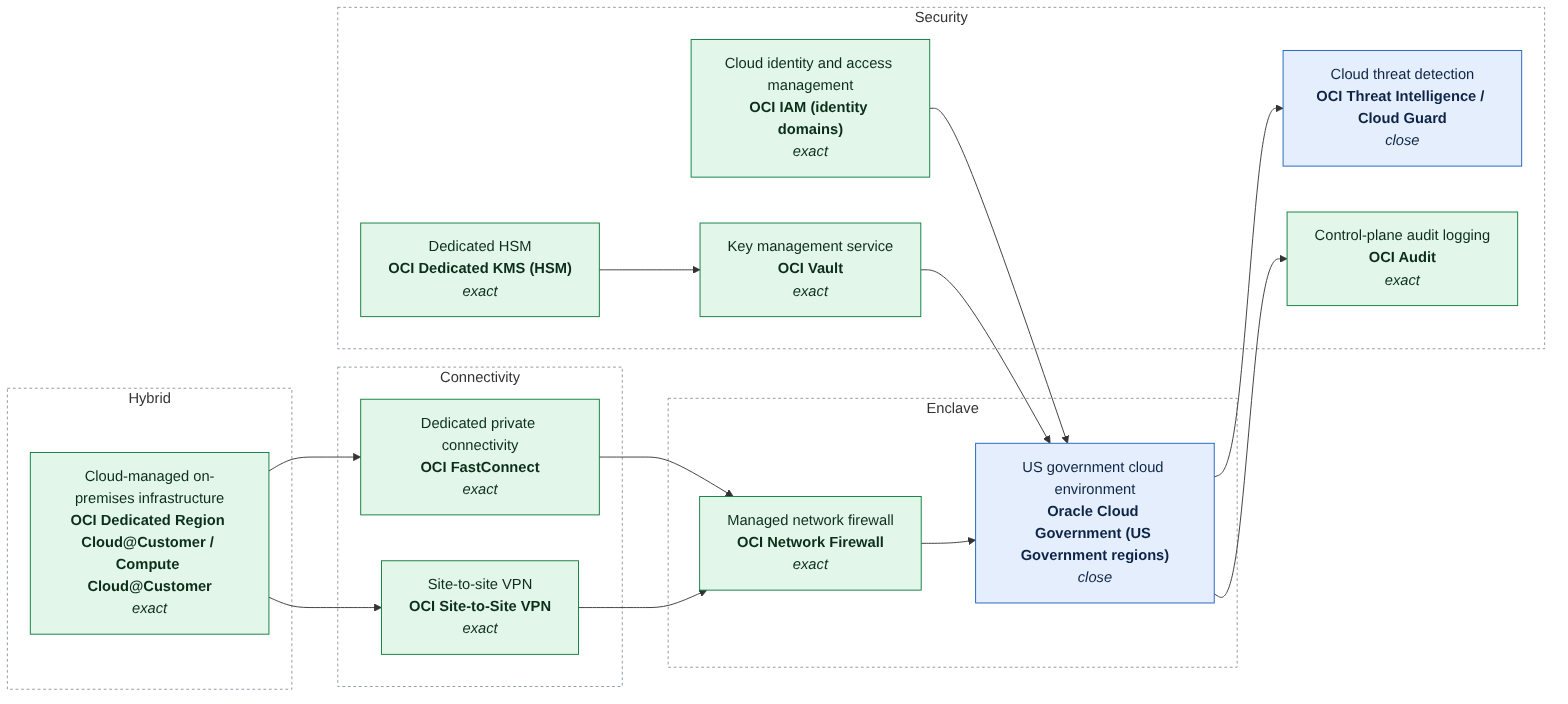 Security
Cloud identity and access
management
OCI IAM (identity
domains)
exact
Cloud threat detection
OCI Threat Intelligence /
Cloud Guard
close
Dedicated HSM
OCI Dedicated KMS (HSM)
exact
Key management service
OCI Vault
exact
Control-plane audit logging
OCI Audit
exact
Hybrid
Cloud-managed on-
premises infrastructure
OCI Dedicated Region
Cloud@Customer /
Compute
Cloud@Customer
exact
Connectivity
Dedicated private
connectivity
OCI FastConnect
exact
Site-to-site VPN
OCI Site-to-Site VPN
exact
Enclave
Managed network firewall
OCI Network Firewall
exact
US government cloud
environment
Oracle Cloud
Government (US
Government regions)
close